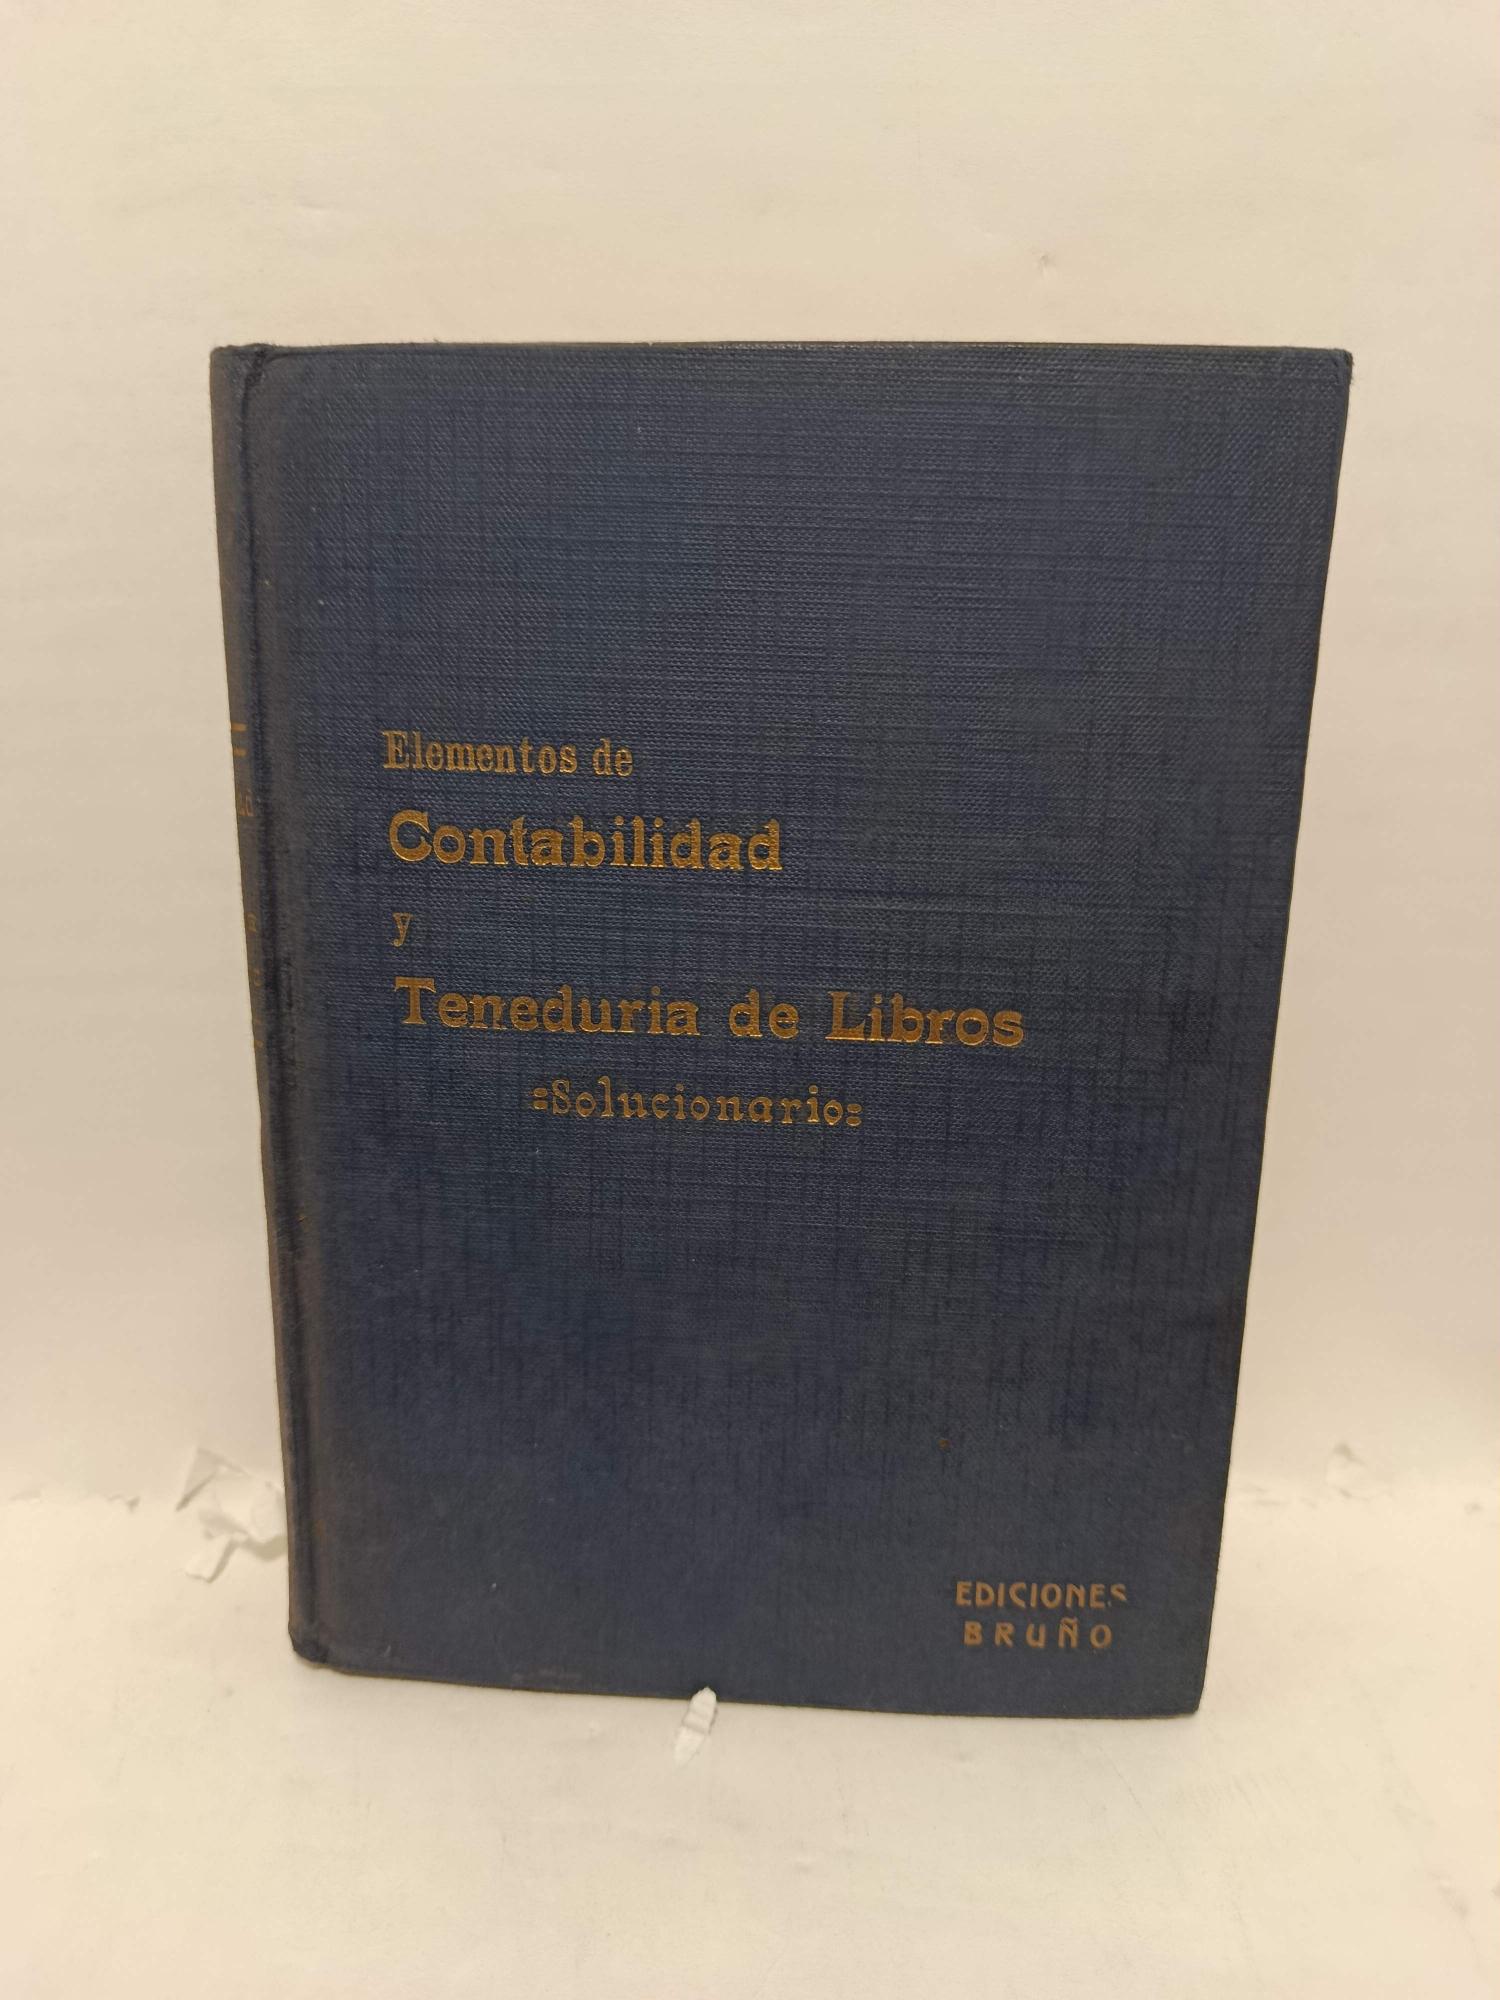 Elementos de
Contabilidad
y
Teneduria de Libros
=Solucionario=
EDICIONES
BRUÑO